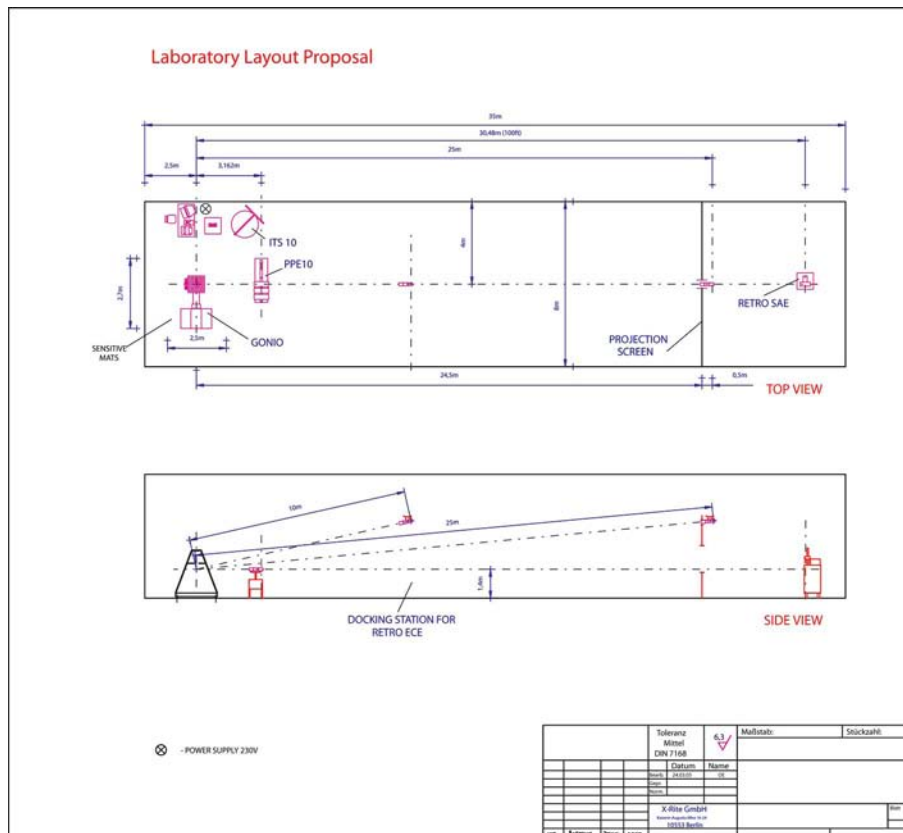 Laboratory Layout Proposal
35m
30,48m (100ft)
25m
2,5m
3,162m
ITS 10
4m
PPE10
8m
2,7m
RETRO SAE
GONIO
PROJECTION
SCREEN
SENSITIVE
MATS
2,5m
24,5m
0,5m
TOP VIEW
10m
25m
1,4m
DOCKING STATION FOR
RETRO ECE
SIDE VIEW
- POWER SUPPLY 230V
Toleranz
Mittel
DIN 7168
6,3
Maßstab:
Stückzahl:
Datum
Name
Bearb.
24.03.03
Gepr.
Norm.
X-Rite GmbH
10553 Berlin